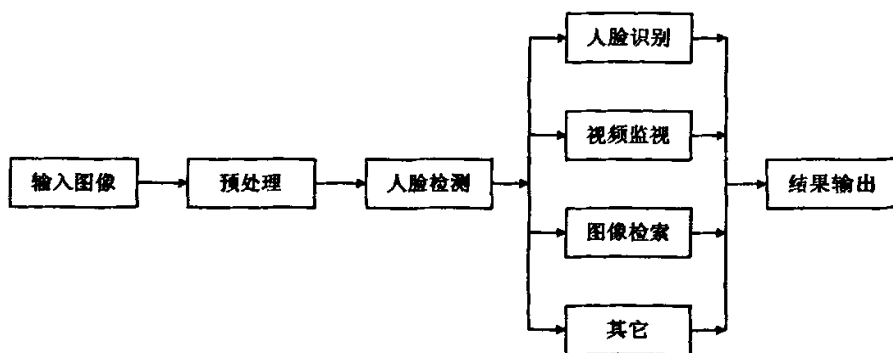 人脸识别
视频监视
输入图像
预处理
人脸检测
结果输出
图像检索
其它